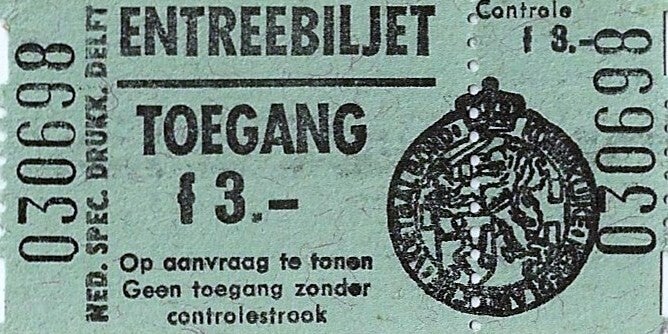 030698
NED. SPEC. DRUKK. DELFT
ENTREEBILJET
TOEGANG
f 3.-
Op aanvraag te tonen
Geen toegang zonder
controlestrook
Controle
f 3.-
030698